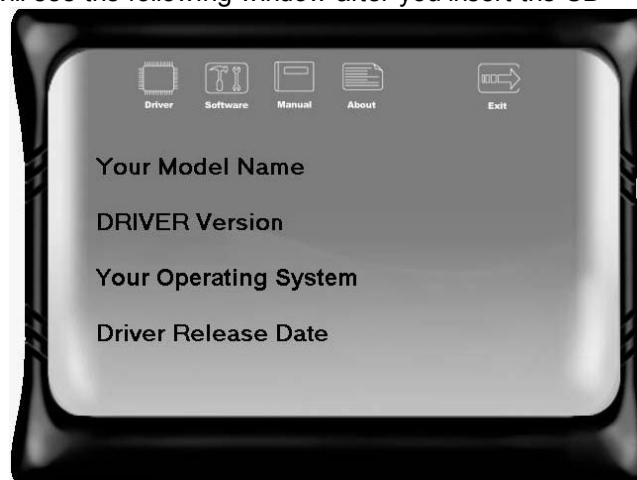 will see the following window after you insert the CD
Driver Software Manual About Exit
Your Model Name
DRIVER Version
Your Operating System
Driver Release Date